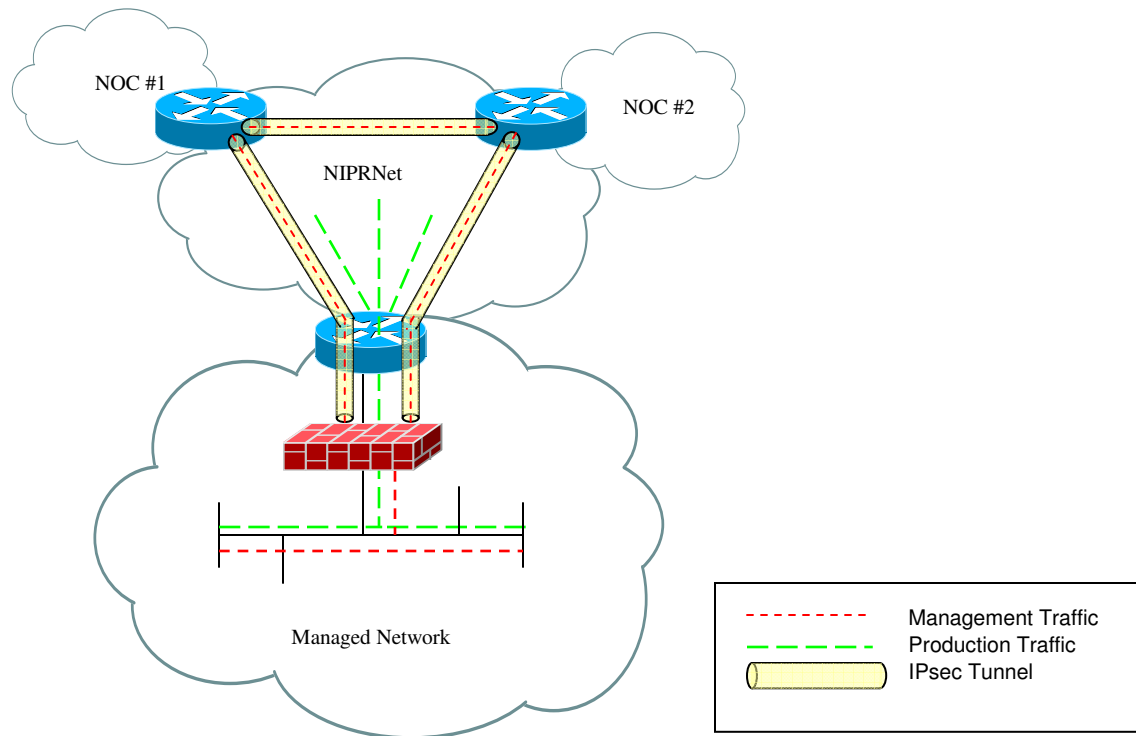 NOC #1
NOC #2
NIPRNet
Managed Network
Management Traffic
Production Traffic
IPsec Tunnel